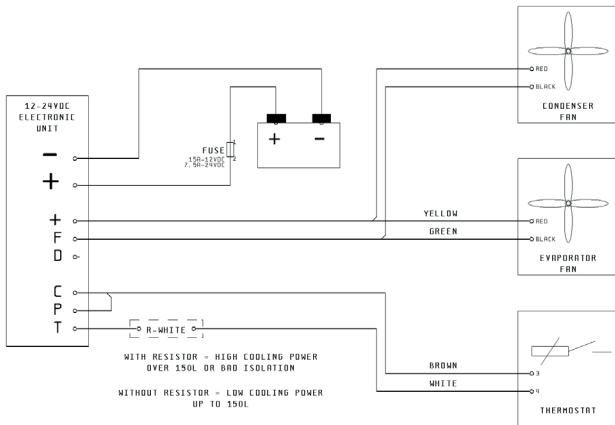 12-24VDC
ELECTRONIC
UNIT
-
+
+
F
D
C
P
T
FUSE
15A-12VDC
7.5A-24VDC
1
2
+ -
RED
BLACK
CONDENSER
FAN
YELLOW
GREEN
RED
BLACK
EVAPORATOR
FAN
R-WHITE
WITH RESISTOR = HIGH COOLING POWER
OVER 150L OR BAD ISOLATION
WITHOUT RESISTOR = LOW COOLING POWER
UP TO 150L
BROWN
WHITE
3
4
THERMOSTAT